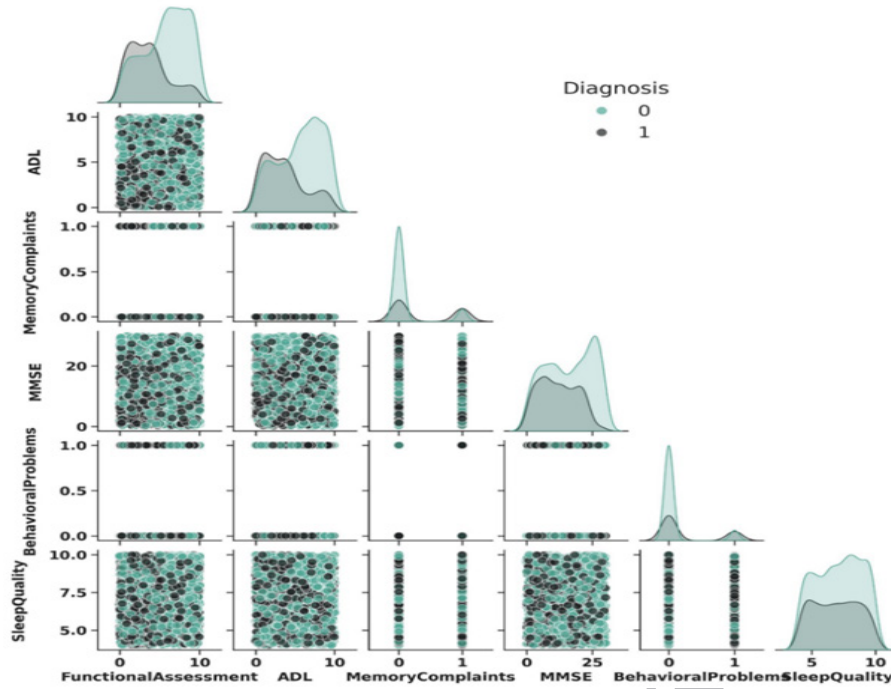 Diagnosis
0
1
ADL
10
5
0
MemoryComplaints
1.0
0.5
0.0
MMSE
20
0
BehavioralProblems
1.0
0.5
0.0
SleepQuality
10.0
7.5
5.0
0 10 0 10 0 1 0 25 0 1 5 10
FunctionalAssessment ADL MemoryComplaints MMSE BehavioralProblems SleepQuality